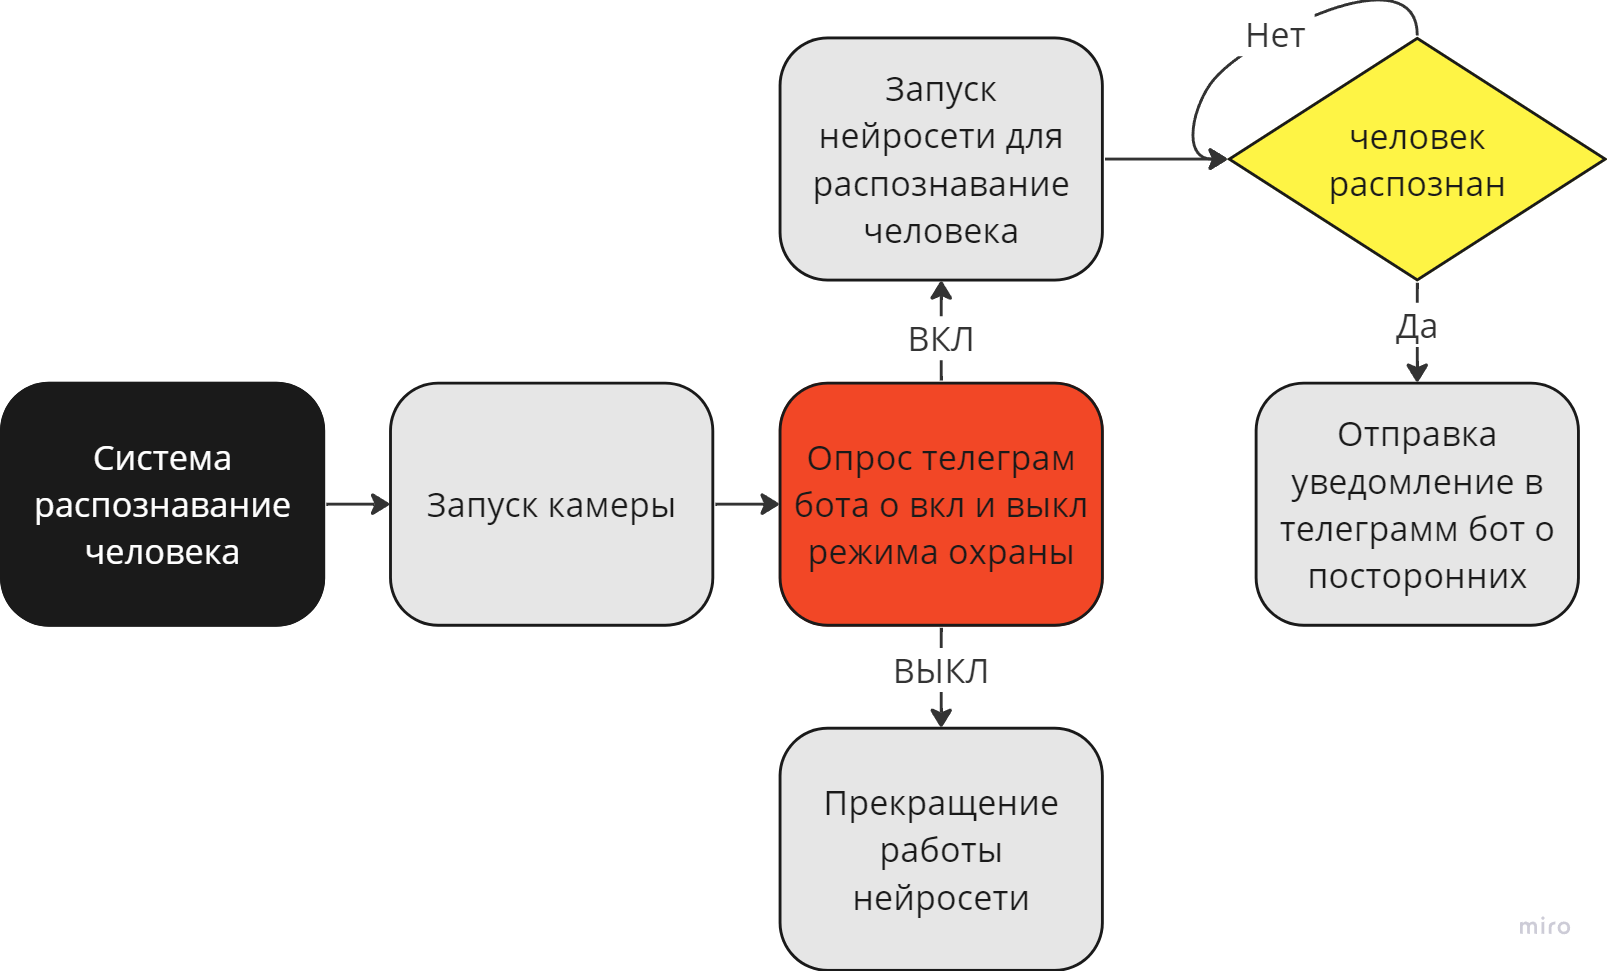 Система
распознавание
человека
Запуск камеры
Опрос телеграм
бота о вкл и выкл
режима охраны
ВКЛ
Запуск
нейросети для
распознавание
человека
Нет
человек
распознан
Да
Отправка
уведомление в
телеграмм бот о
посторонних
ВЫКЛ
Прекращение
работы
нейросети
miro